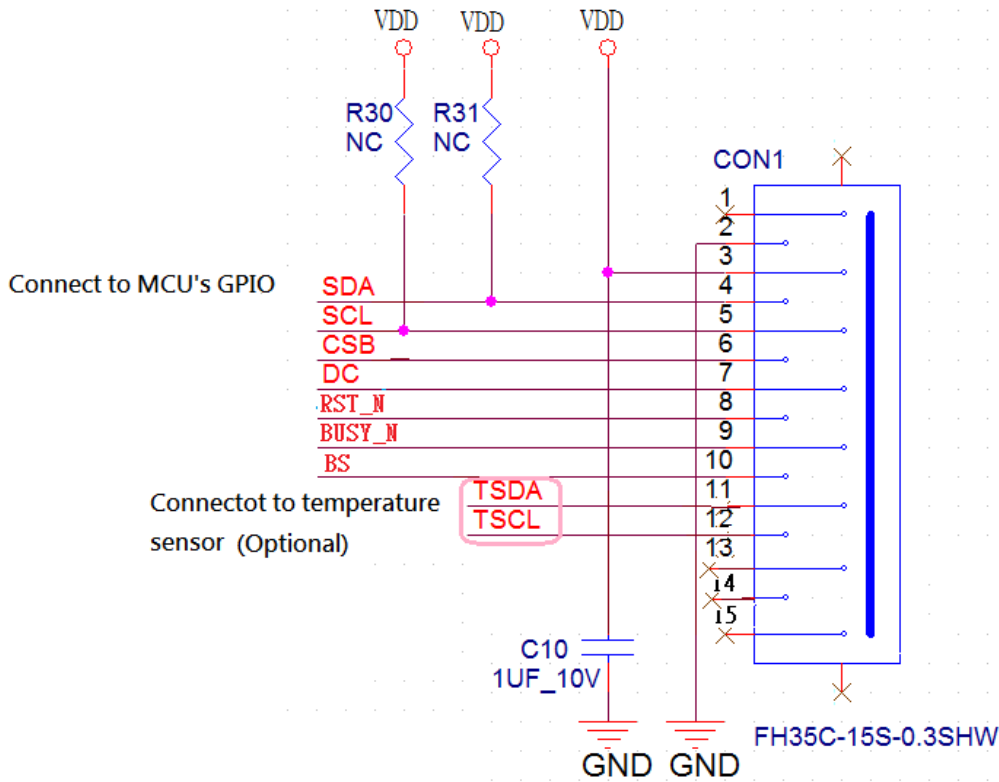 VDD VDD VDD
R30 R31
NC NC
CON1
1
2
3
Connect to MCU's GPIO
SDA 4
SCL 5
CSB 6
DC 7
RST_N 8
BUSY_N 9
BS 10
Connectot to temperature
sensor (Optional)
TSDA 11
TSCL 12
13
14
15
C10
1UF_10V
FH35C-15S-0.3SHW
GND GND